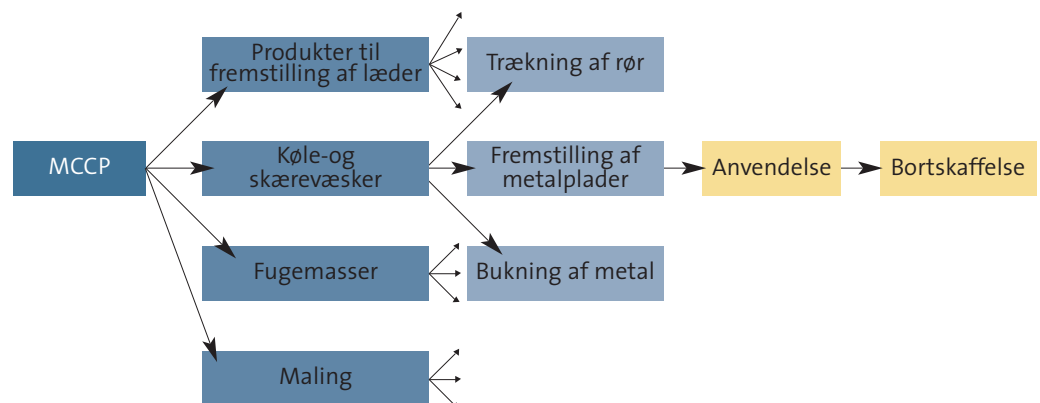 Produkter til
fremstilling af læder
Trækning af rør
MCCP
Køle-og
skærevæsker
Fremstilling af
metalplader
Anvendelse
Bortskaffelse
Fugemasser
Bukning af metal
Maling